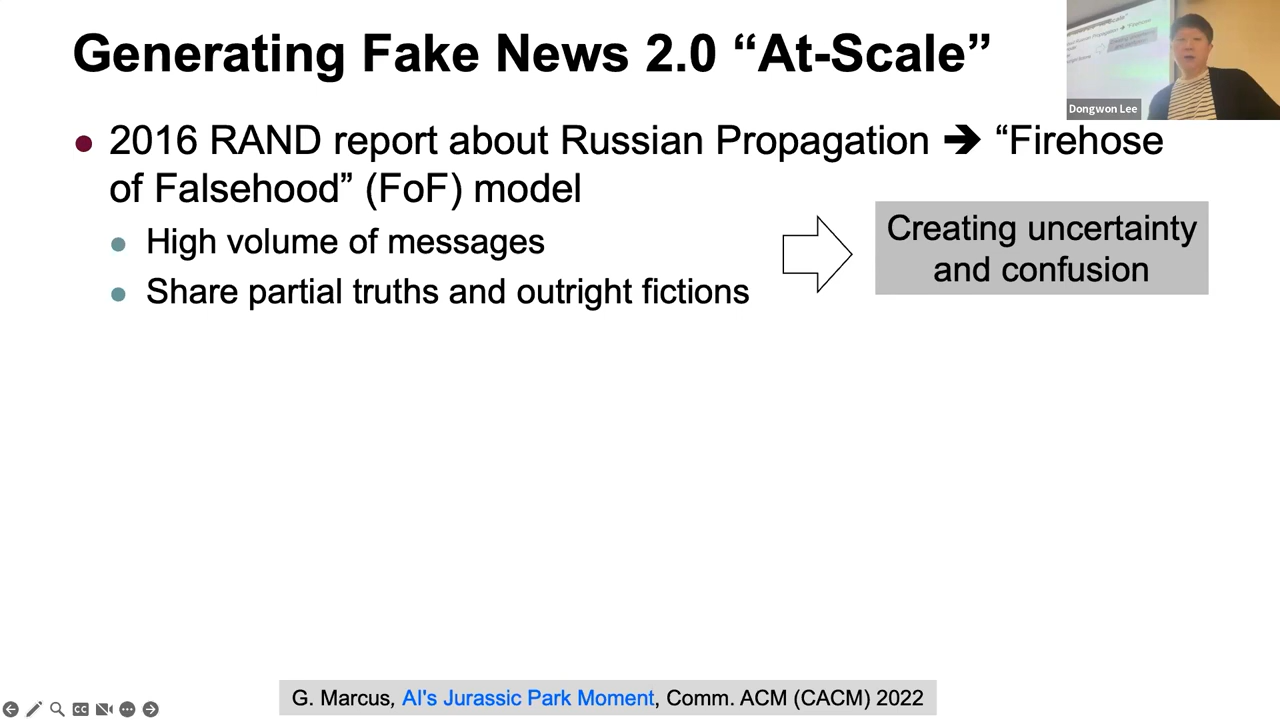 Generating Fake News 2.0 “At-Scale”
Dongwon Lee
● 2016 RAND report about Russian Propagation ➔ “Firehose
of Falsehood” (FoF) model
● High volume of messages
● Share partial truths and outright fictions
Creating uncertainty
and confusion
G. Marcus, AI's Jurassic Park Moment, Comm. ACM (CACM) 2022